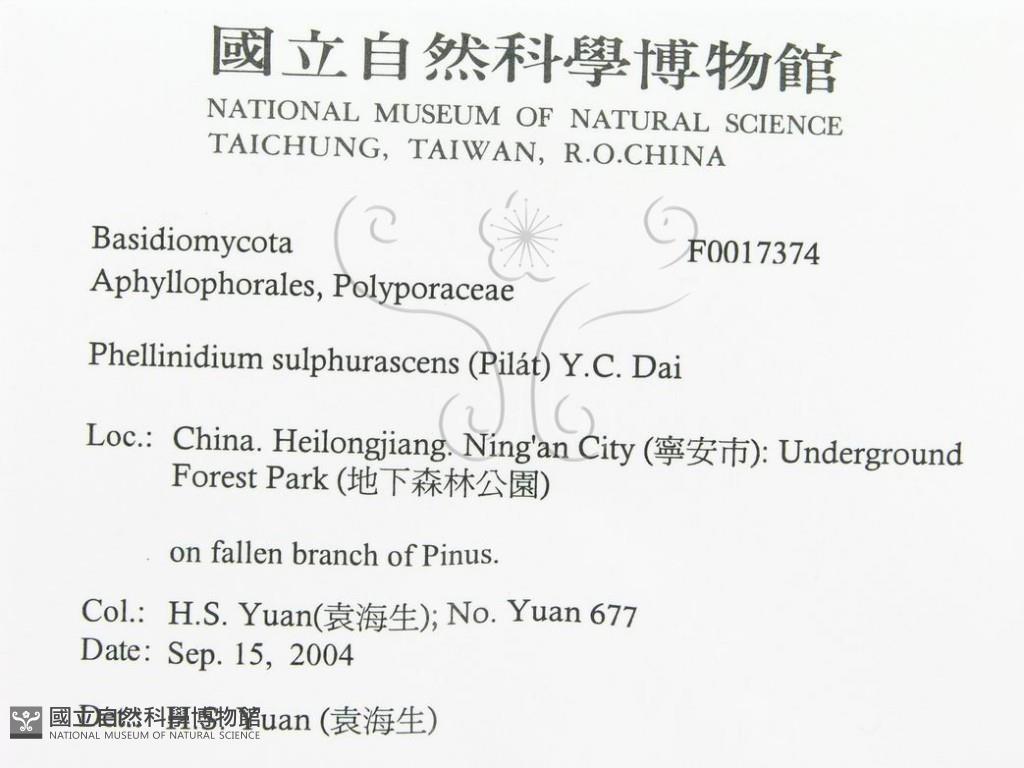 國立自然科學博物館
NATIONAL MUSEUM OF NATURAL SCIENCE
TAICHUNG, TAIWAN, R.O.CHINA
Basidiomycota F0017374
Aphyllophorales, Polyporaceae
Phellinidium sulphurascens (Pilát) Y.C. Dai
Loc.: China. Heilongjiang. Ning'an City (寧安市): Underground
Forest Park (地下森林公園)
on fallen branch of Pinus.
Col.: H.S. Yuan(袁海生); No. Yuan 677
Date: Sep. 15, 2004
Det.: H.S. Yuan (袁海生)
國立自然科學博物館
NATIONAL MUSEUM OF NATURAL SCIENCE